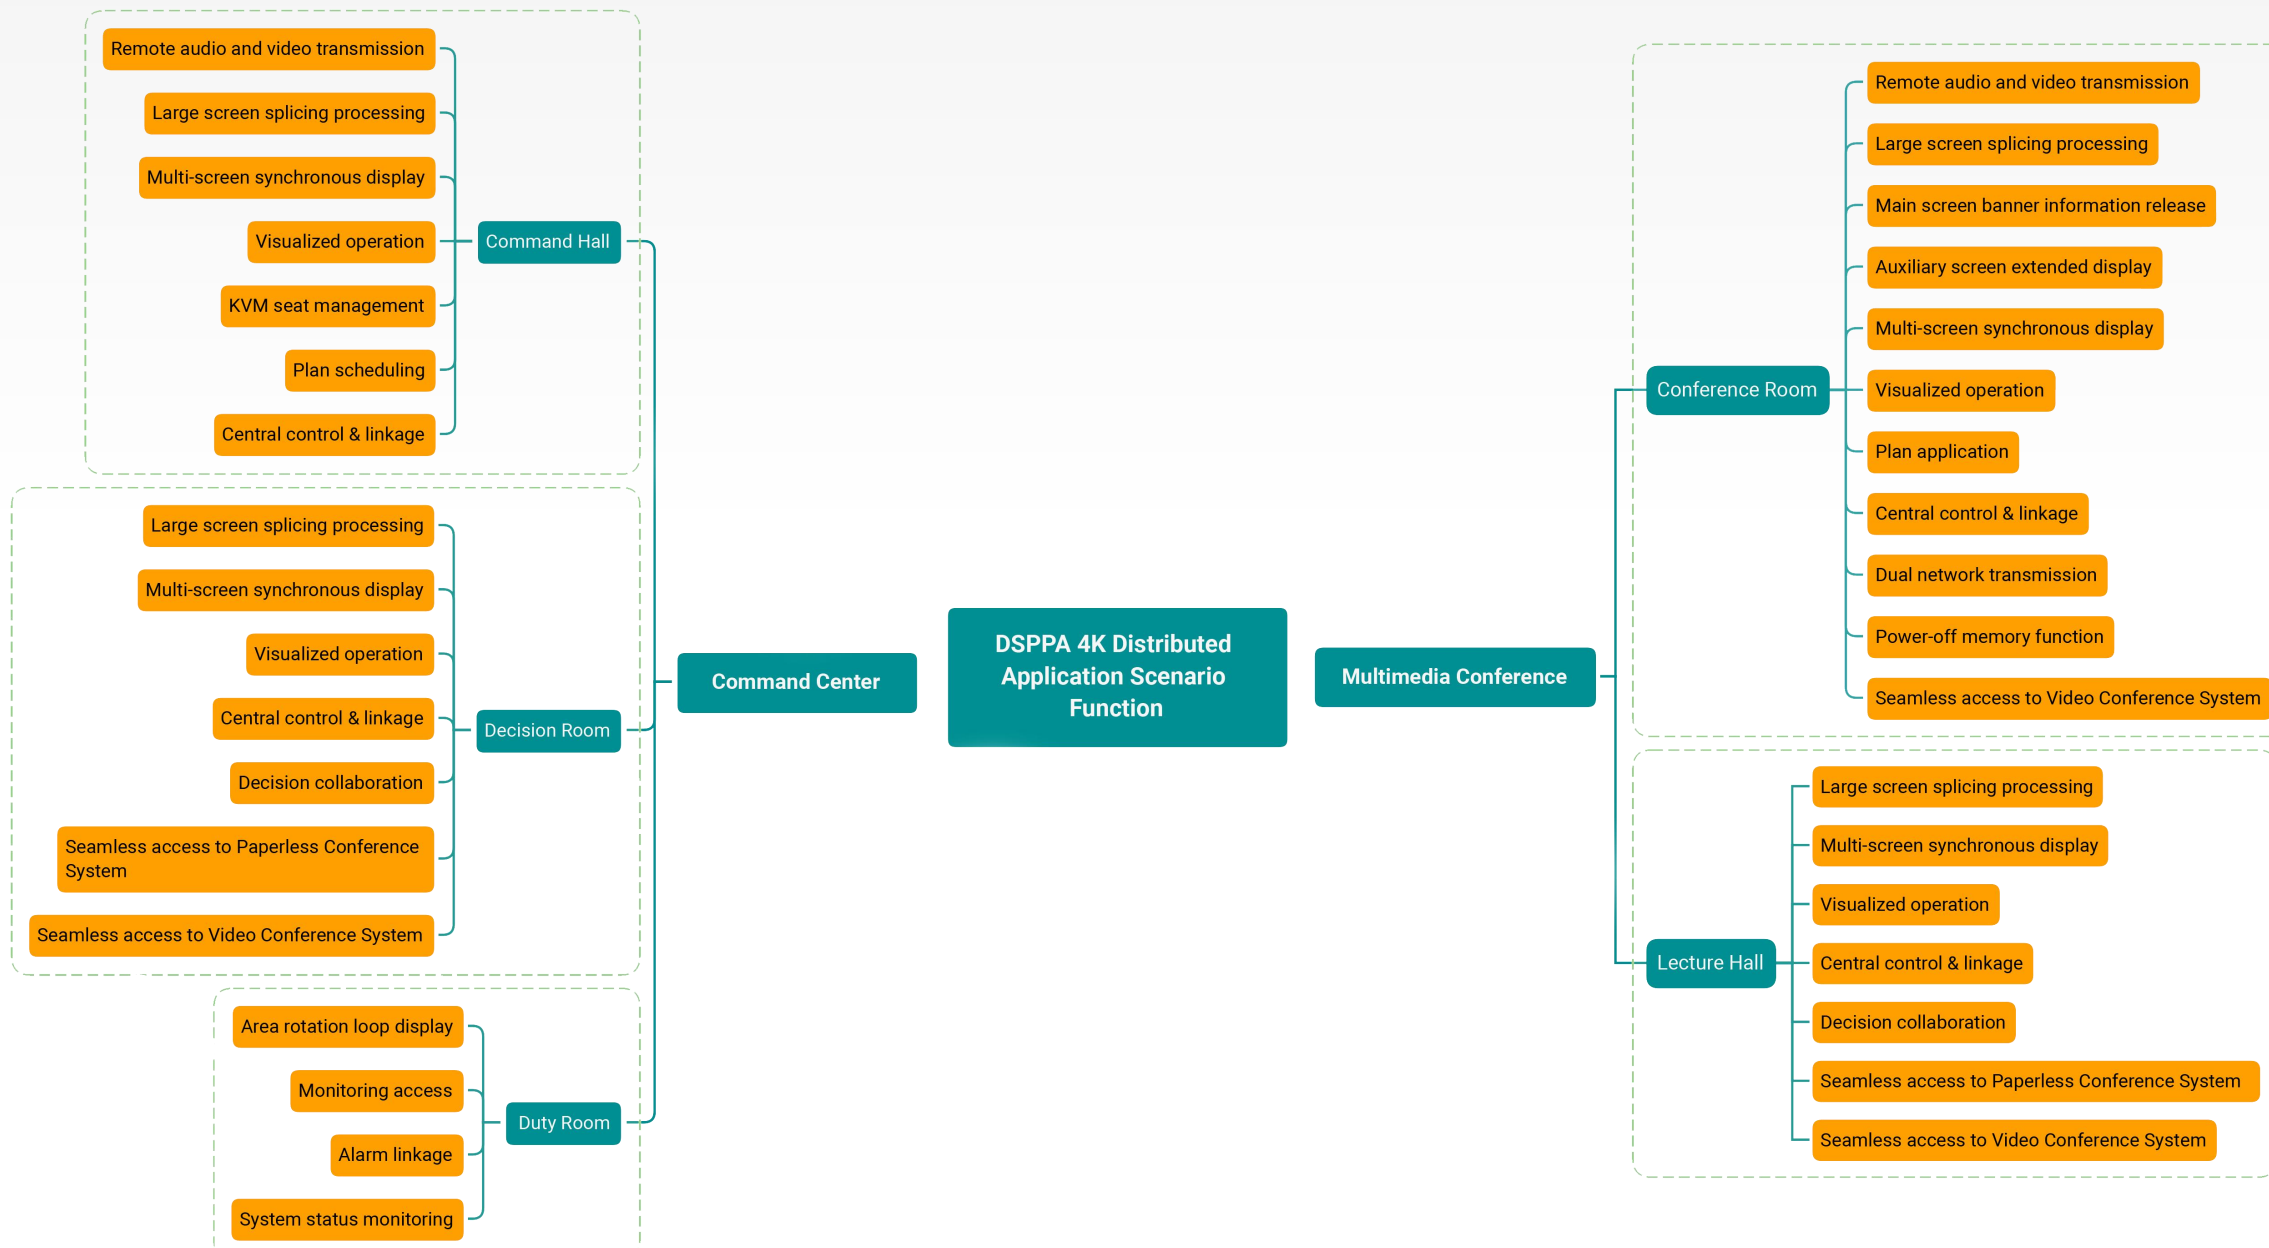 Remote audio and video transmission
Large screen splicing processing
Multi-screen synchronous display
Visualized operation
KVM seat management
Plan scheduling
Central control & linkage
Command Hall
Large screen splicing processing
Multi-screen synchronous display
Visualized operation
Central control & linkage
Decision collaboration
Seamless access to Paperless Conference
System
Seamless access to Video Conference System
Decision Room
Area rotation loop display
Monitoring access
Alarm linkage
System status monitoring
Duty Room
Command Center
DSPPA 4K Distributed
Application Scenario
Function
Multimedia Conference
Conference Room
Remote audio and video transmission
Large screen splicing processing
Main screen banner information release
Auxiliary screen extended display
Multi-screen synchronous display
Visualized operation
Plan application
Central control & linkage
Dual network transmission
Power-off memory function
Seamless access to Video Conference System
Lecture Hall
Large screen splicing processing
Multi-screen synchronous display
Visualized operation
Central control & linkage
Decision collaboration
Seamless access to Paperless Conference System
Seamless access to Video Conference System